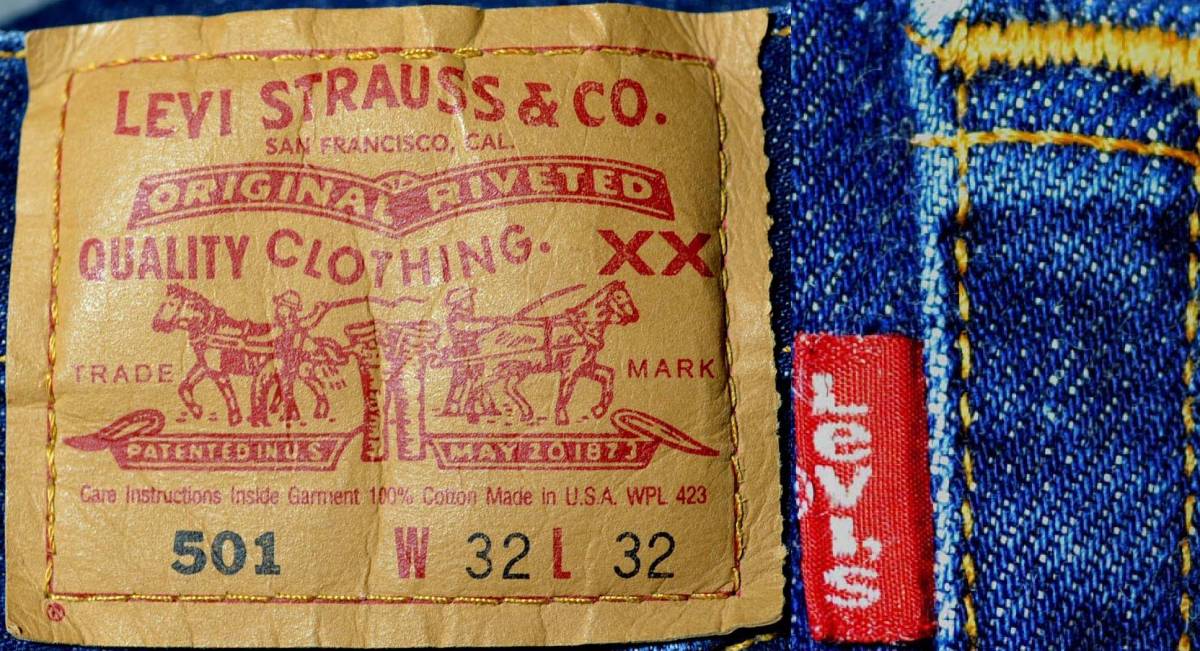 LEVI STRAUSS & CO.
SAN FRANCISCO, CAL.
ORIGINAL RIVETED
QUALITY CLOTHING. XX
TRADE MARK
PATENTED IN U.S. MAY 20 1873
Care Instructions Inside Garment 100% Cotton Made in U.S.A. WPL 423
501 W 32 L 32
®
LEVI'S